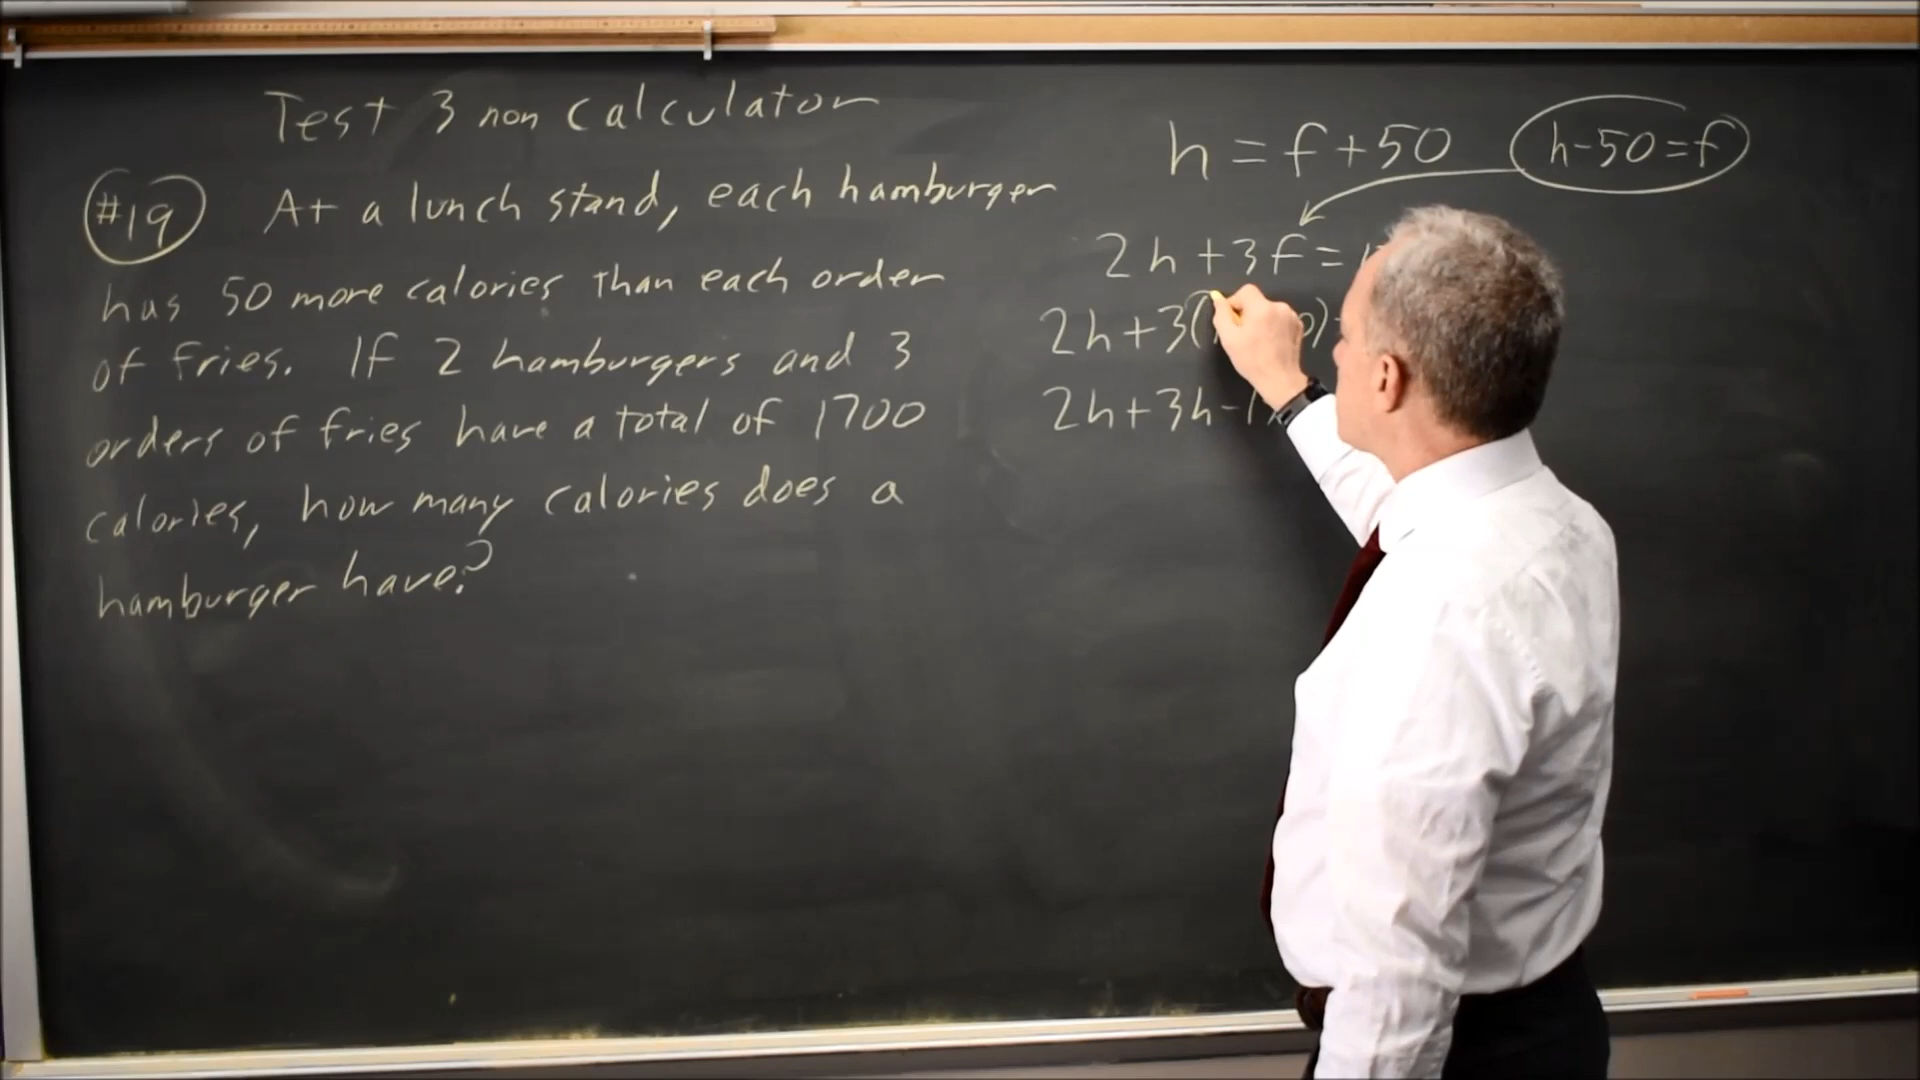 Test 3 non calculator
#19 At a lunch stand, each hamburger
has 50 more calories than each order
of fries. If 2 hamburgers and 3
orders of fries have a total of 1700
calories, how many calories does a
hamburger have?
h = f + 50
h - 50 = f
2h + 3f = 1
2h + 3(
2h + 3h - 1